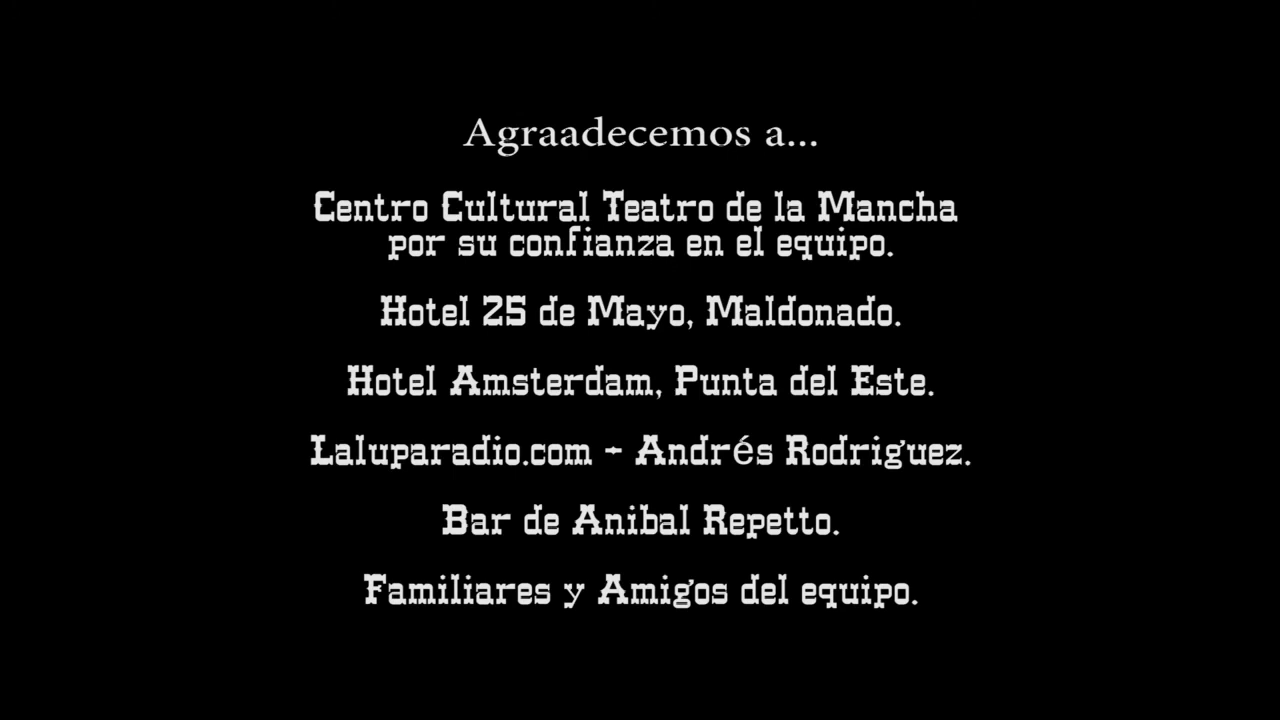 Agraadecemos a...
Centro Cultural Teatro de la Mancha
por su confianza en el equipo.
Hotel 25 de Mayo, Maldonado.
Hotel Amsterdam, Punta del Este.
Laluparadio.com - Andrés Rodriguez.
Bar de Anibal Repetto.
Familiares y Amigos del equipo.